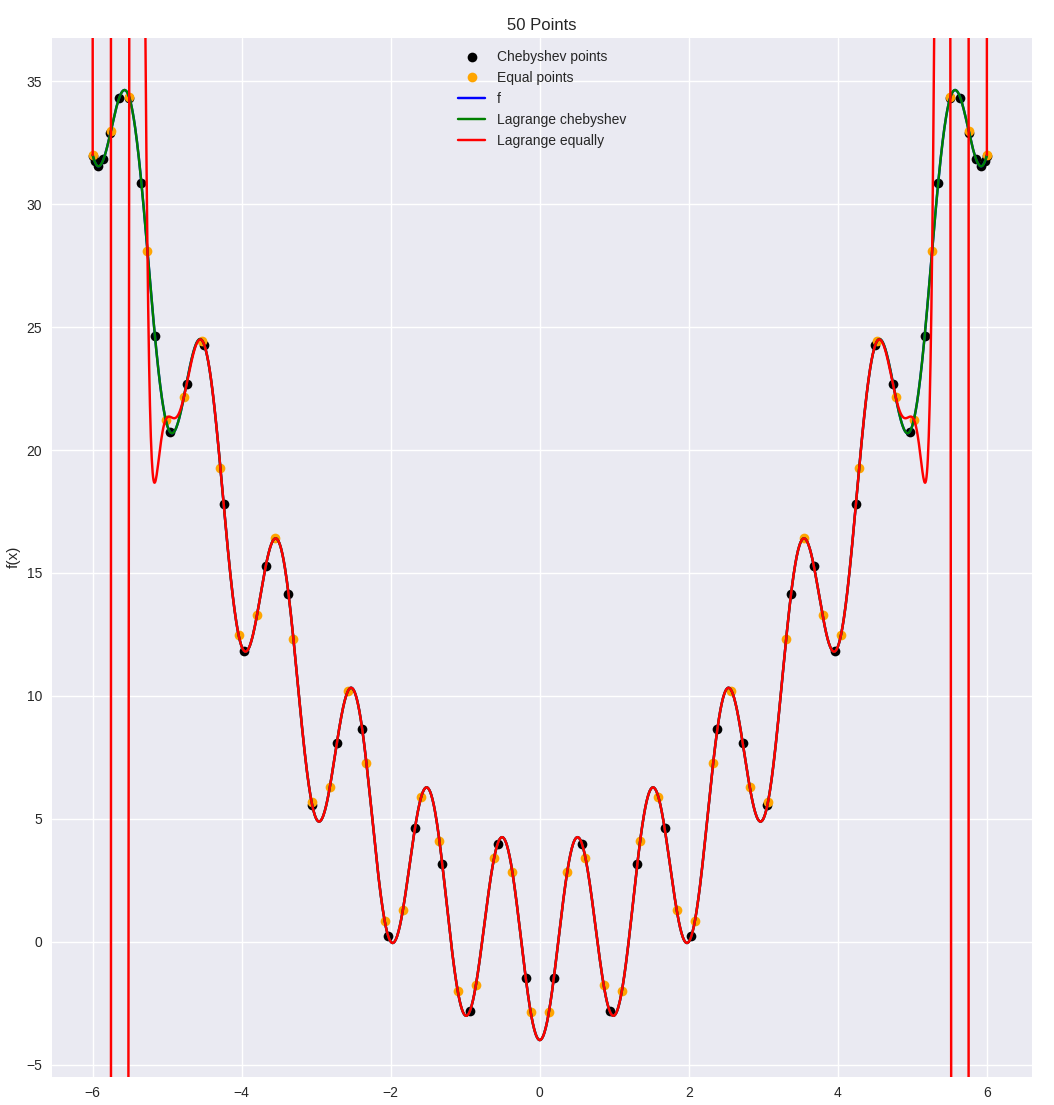 50 Points
Chebyshev points
Equal points
f
Lagrange chebyshev
Lagrange equally
f(x)
35
30
25
20
15
10
5
0
−5
−6
−4
−2
0
2
4
6